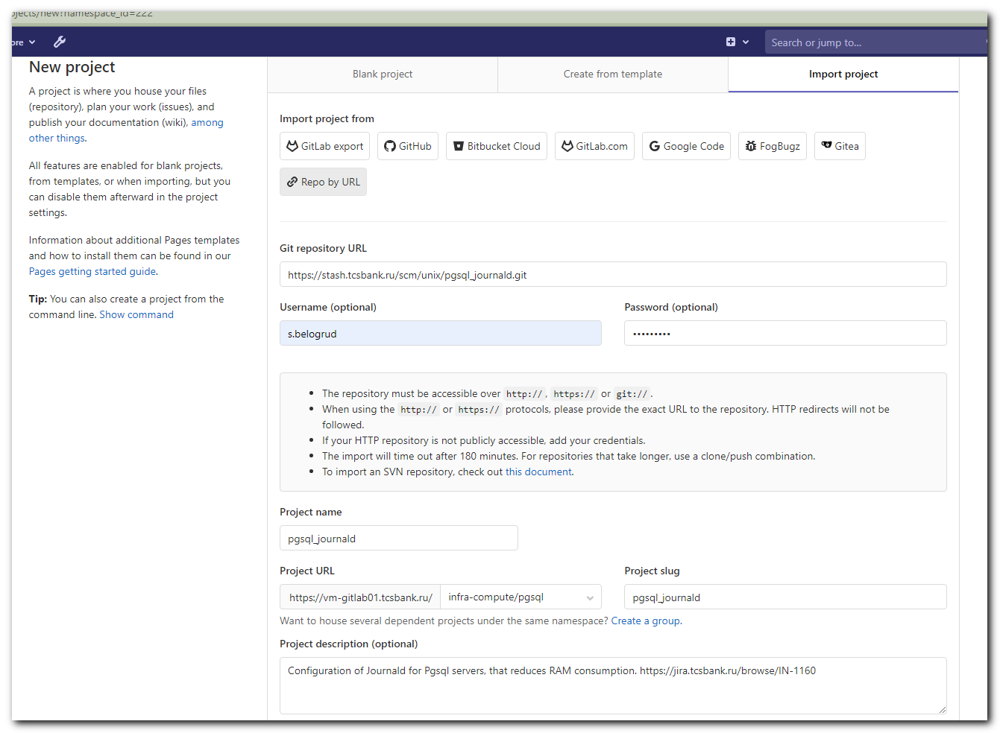 ojects/new?namespace_id=222
ore
Search or jump to...
New project
A project is where you house your files
(repository), plan your work (issues), and
publish your documentation (wiki), among
other things.
All features are enabled for blank projects,
from templates, or when importing, but you
can disable them afterward in the project
settings.
Information about additional Pages templates
and how to install them can be found in our
Pages getting started guide.
Tip: You can also create a project from the
command line. Show command
Blank project
Create from template
Import project
Import project from
GitLab export
GitHub
Bitbucket Cloud
GitLab.com
Google Code
FogBugz
Gitea
Repo by URL
Git repository URL
https://stash.tcsbank.ru/scm/unix/pgsql_journald.git
Username (optional)
Password (optional)
s.belogrud
•••••••••
• The repository must be accessible over http://, https:// or git://.
• When using the http:// or https:// protocols, please provide the exact URL to the repository. HTTP redirects will not be
followed.
• If your HTTP repository is not publicly accessible, add your credentials.
• The import will time out after 180 minutes. For repositories that take longer, use a clone/push combination.
• To import an SVN repository, check out this document.
Project name
pgsql_journald
Project URL
Project slug
https://vm-gitlab01.tcsbank.ru/
infra-compute/pgsql
pgsql_journald
Want to house several dependent projects under the same namespace? Create a group.
Project description (optional)
Configuration of Journald for Pgsql servers, that reduces RAM consumption. https://jira.tcsbank.ru/browse/IN-1160